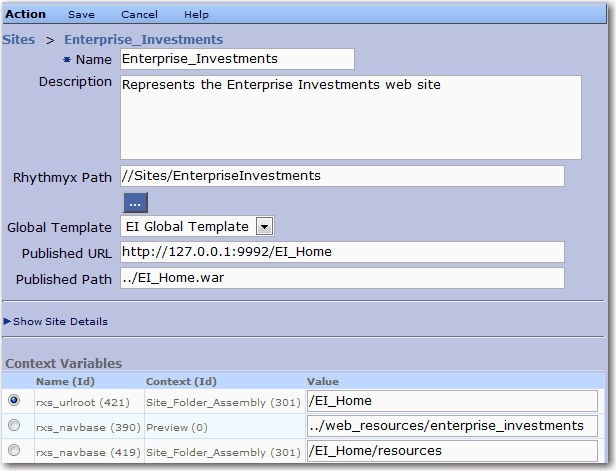 Action Save Cancel Help
Sites > Enterprise_Investments
* Name Enterprise_Investments
Description Represents the Enterprise Investments web site
Rhythmyx Path //Sites/EnterpriseInvestments
...
Global Template EI Global Template
Published URL http://127.0.0.1:9992/EI_Home
Published Path ../EI_Home.war
Show Site Details
Context Variables
Name (Id) Context (Id) Value
rxs_urlroot (421) Site_Folder_Assembly (301) /EI_Home
rxs_navbase (390) Preview (0) ../web_resources/enterprise_investments
rxs_navbase (419) Site_Folder_Assembly (301) /EI_Home/resources